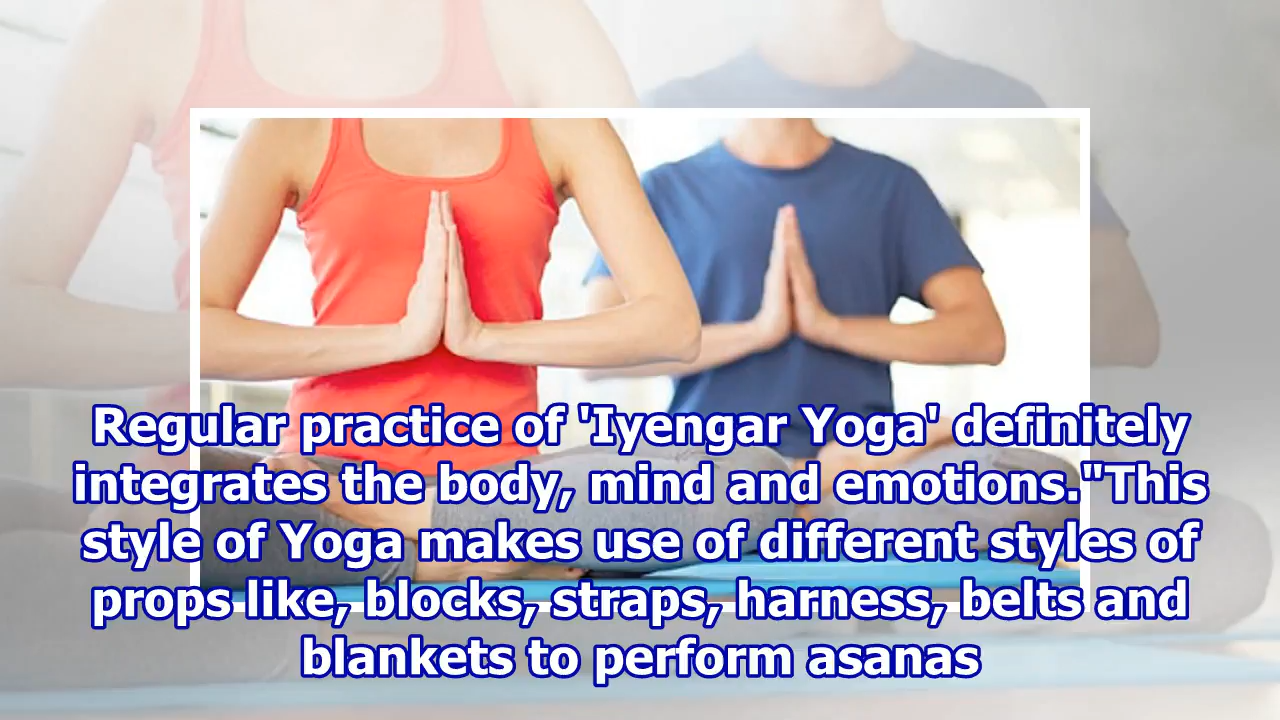 Regular practice of 'Iyengar Yoga' definitely
integrates the body, mind and emotions."This
style of Yoga makes use of different styles of
props like, blocks, straps, harness, belts and
blankets to perform asanas